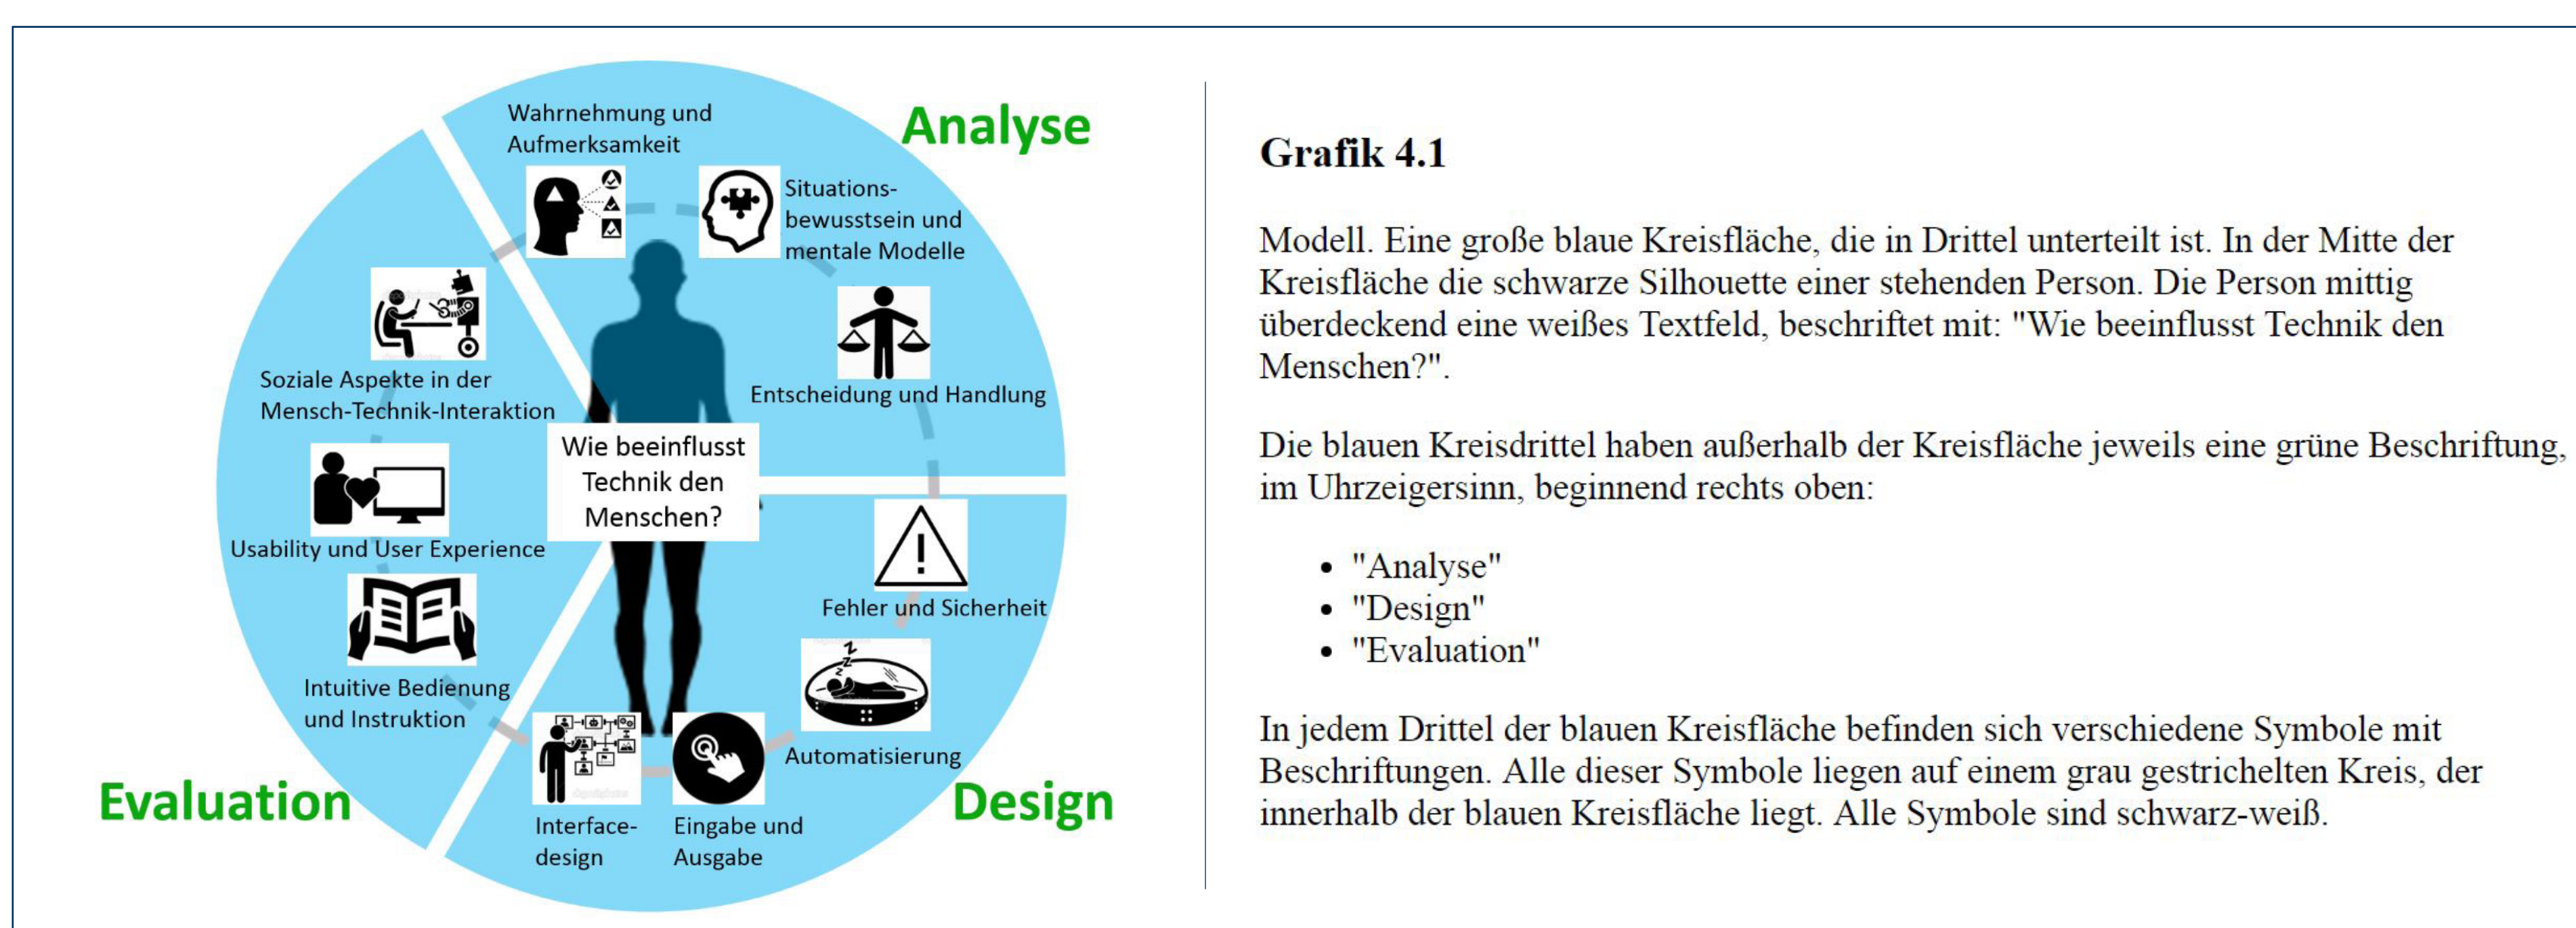 Analyse
Wahrnehmung und
Aufmerksamkeit
Situations-
bewusstsein und
mentale Modelle
Entscheidung und Handlung
Soziale Aspekte in der
Mensch-Technik-Interaktion
Wie beeinflusst
Technik den
Menschen?
Usability und User Experience
Fehler und Sicherheit
Intuitive Bedienung
und Instruktion
Automatisierung
Evaluation
Design
Interface-
design
Eingabe und
Ausgabe
Grafik 4.1
Modell. Eine große blaue Kreisfläche, die in Drittel unterteilt ist. In der Mitte der
Kreisfläche die schwarze Silhouette einer stehenden Person. Die Person mittig
überdeckend eine weißes Textfeld, beschriftet mit: "Wie beeinflusst Technik den
Menschen?".
Die blauen Kreisdrittel haben außerhalb der Kreisfläche jeweils eine grüne Beschriftung,
im Uhrzeigersinn, beginnend rechts oben:
• "Analyse"
• "Design"
• "Evaluation"
In jedem Drittel der blauen Kreisfläche befinden sich verschiedene Symbole mit
Beschriftungen. Alle dieser Symbole liegen auf einem grau gestrichelten Kreis, der
innerhalb der blauen Kreisfläche liegt. Alle Symbole sind schwarz-weiß.